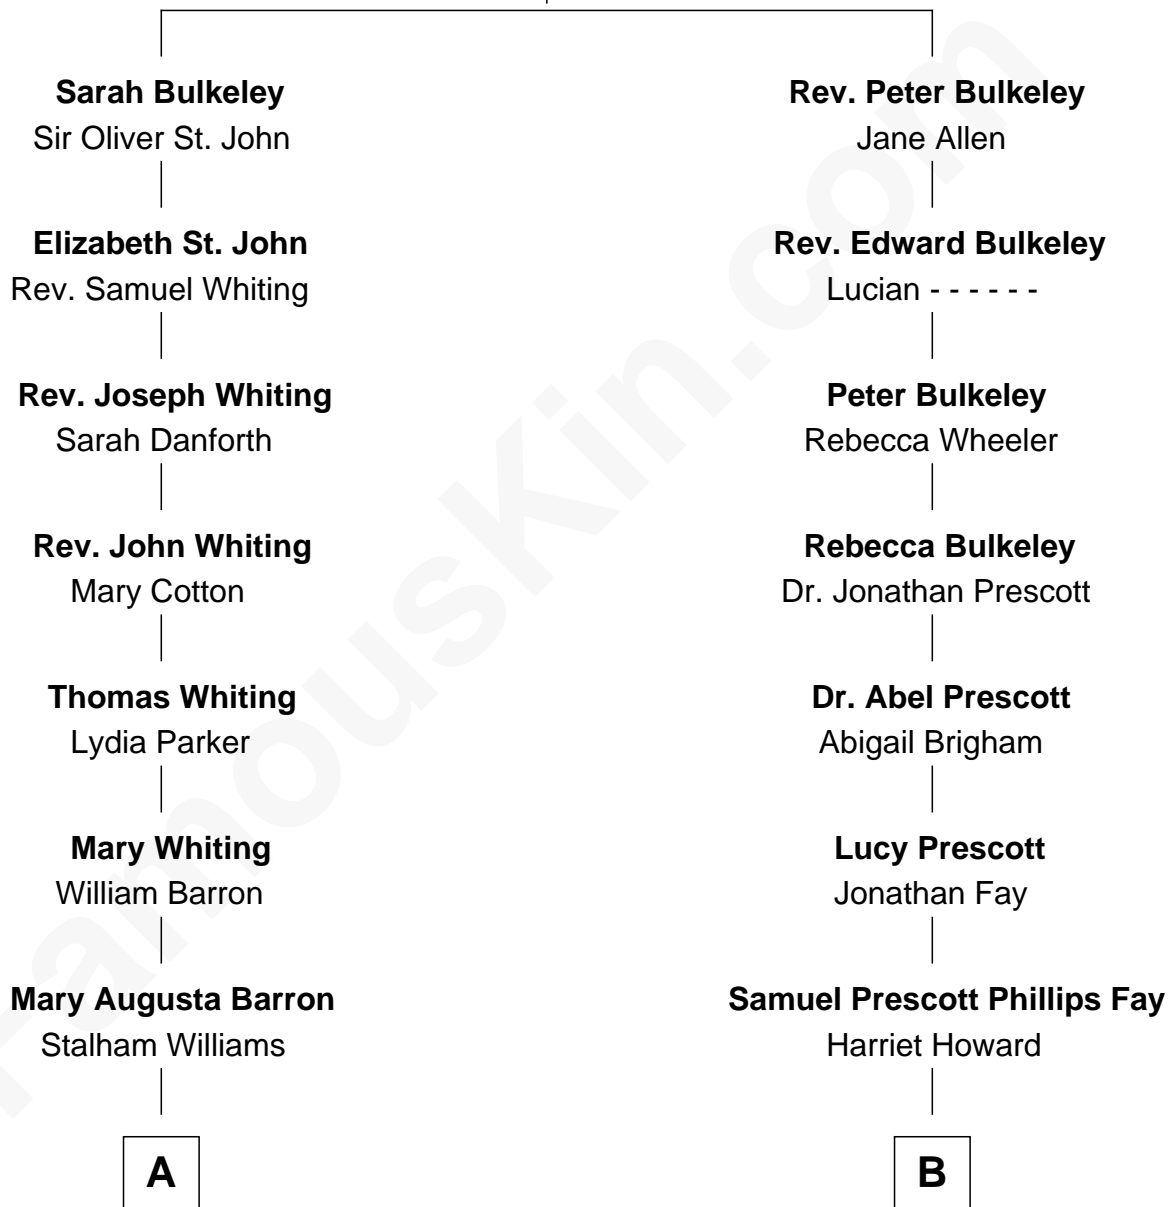 Sarah Bulkeley
Sir Oliver St. John
Elizabeth St. John
Rev. Samuel Whiting
Rev. Joseph Whiting
Sarah Danforth
Rev. John Whiting
Mary Cotton
Thomas Whiting
Lydia Parker
Mary Whiting
William Barron
Mary Augusta Barron
Stalham Williams
A
Rev. Peter Bulkeley
Jane Allen
Rev. Edward Bulkeley
Lucian - - - - - -
Peter Bulkeley
Rebecca Wheeler
Rebecca Bulkeley
Dr. Jonathan Prescott
Dr. Abel Prescott
Abigail Brigham
Lucy Prescott
Jonathan Fay
Samuel Prescott Phillips Fay
Harriet Howard
B
FamousKin.com